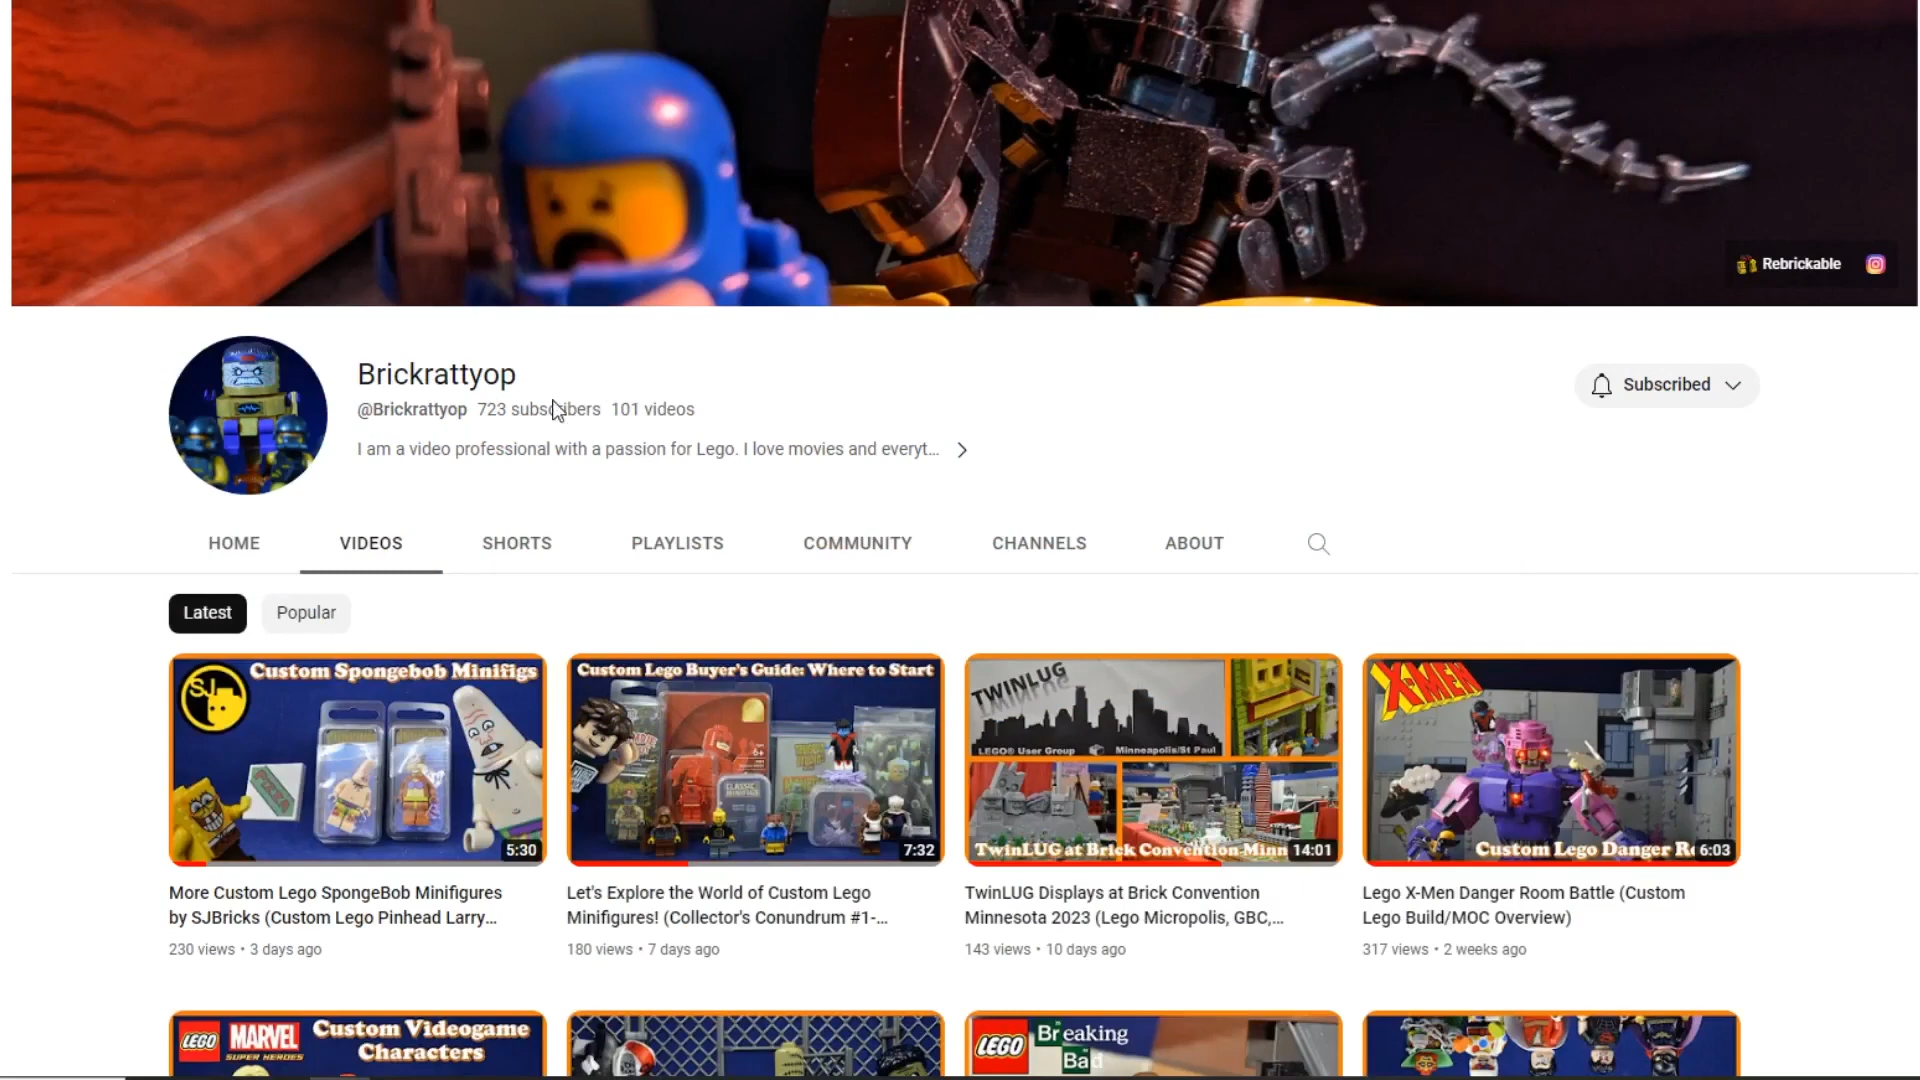 Rebrickable
Brickrattyop
@Brickrattyop 723 subscribers 101 videos
Subscribed
I am a video professional with a passion for Lego. I love movies and everyt...
HOME VIDEOS SHORTS PLAYLISTS COMMUNITY CHANNELS ABOUT
Latest Popular
SJ
Custom Spongebob Minifigs
PIZZA
5:30
Custom Lego Buyer's Guide: Where to Start
7:32
TWINLUG
LEGO® User Group Minneapolis/St Paul
TwinLUG at Brick Convention Minn
14:01
X-MEN
Custom Lego Danger Ro
6:03
More Custom Lego SpongeBob Minifigures
by SJBricks (Custom Lego Pinhead Larry...
230 views • 3 days ago
Let's Explore the World of Custom Lego
Minifigures! (Collector's Conundrum #1-...
180 views • 7 days ago
TwinLUG Displays at Brick Convention
Minnesota 2023 (Lego Micropolis, GBC,...
143 views • 10 days ago
Lego X-Men Danger Room Battle (Custom
Lego Build/MOC Overview)
317 views • 2 weeks ago
LEGO MARVEL
SUPER HEROES
Custom Videogame
Characters
LEGO
Breaking
Bad